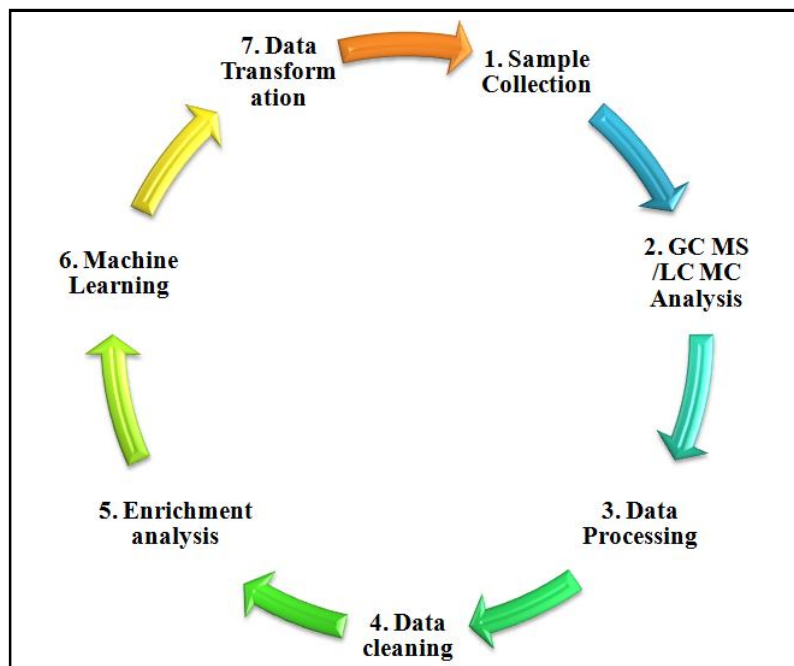 1. Sample
Collection
2. GC MS
/LC MC
Analysis
3. Data
Processing
4. Data
cleaning
5. Enrichment
analysis
6. Machine
Learning
7. Data
Transform
ation